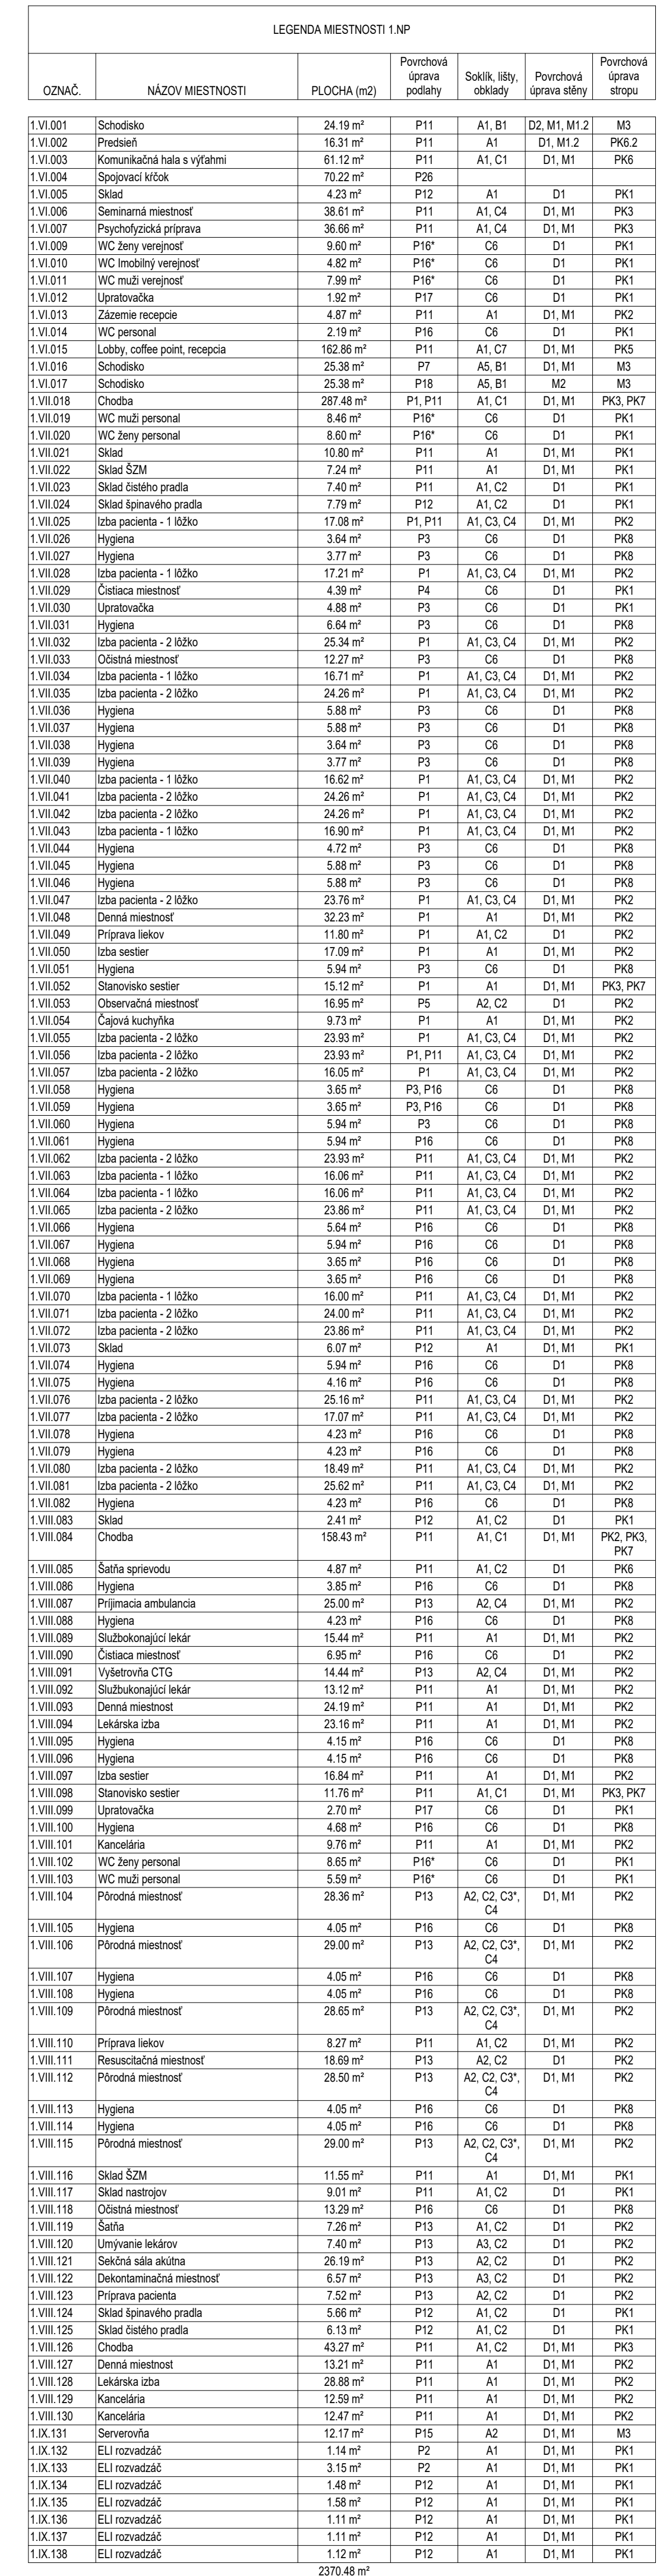 LEGENDA MIESTNOSTI 1.NP
OZNAČ. NÁZOV MIESTNOSTI PLOCHA (m2) Povrchová úprava podlahy Soklík, lišty, obklady Povrchová úprava stěny Povrchová úprava stropu
1.VI.001 Schodisko 24.19 m² P11 A1, B1 D2, M1, M1.2 M3
1.VI.002 Predsieň 16.31 m² P11 A1 D1, M1.2 PK6.2
1.VI.003 Komunikačná hala s výťahmi 61.12 m² P11 A1, C1 D1, M1 PK6
1.VI.004 Spojovací kŕčok 70.22 m² P26
1.VI.005 Sklad 4.23 m² P12 A1 D1 PK1
1.VI.006 Seminarná miestnosť 38.61 m² P11 A1, C4 D1, M1 PK3
1.VI.007 Psychofyzická príprava 36.66 m² P11 A1, C4 D1, M1 PK3
1.VI.009 WC ženy verejnosť 9.60 m² P16* C6 D1 PK1
1.VI.010 WC Imobilný verejnosť 4.82 m² P16* C6 D1 PK1
1.VI.011 WC muži verejnosť 7.99 m² P16* C6 D1 PK1
1.VI.012 Upratovačka 1.92 m² P17 C6 D1 PK1
1.VI.013 Zázemie recepcie 4.87 m² P11 A1 D1, M1 PK2
1.VI.014 WC personal 2.19 m² P16 C6 D1 PK1
1.VI.015 Lobby, coffee point, recepcia 162.86 m² P11 A1, C7 D1, M1 PK5
1.VI.016 Schodisko 25.38 m² P7 A5, B1 D1, M1 M3
1.VI.017 Schodisko 25.38 m² P18 A5, B1 M2 M3
1.VII.018 Chodba 287.48 m² P1, P11 A1, C1 D1, M1 PK3, PK7
1.VII.019 WC muži personal 8.46 m² P16* C6 D1 PK1
1.VII.020 WC ženy personal 8.60 m² P16* C6 D1 PK1
1.VII.021 Sklad 10.80 m² P11 A1 D1, M1 PK1
1.VII.022 Sklad ŠZM 7.24 m² P11 A1 D1, M1 PK1
1.VII.023 Sklad čistého pradla 7.40 m² P11 A1, C2 D1 PK1
1.VII.024 Sklad špinavého pradla 7.79 m² P12 A1, C2 D1 PK1
1.VII.025 Izba pacienta - 1 lôžko 17.08 m² P1, P11 A1, C3, C4 D1, M1 PK2
1.VII.026 Hygiena 3.64 m² P3 C6 D1 PK8
1.VII.027 Hygiena 3.77 m² P3 C6 D1 PK8
1.VII.028 Izba pacienta - 1 lôžko 17.21 m² P1 A1, C3, C4 D1, M1 PK2
1.VII.029 Čistiaca miestnosť 4.39 m² P4 C6 D1 PK1
1.VII.030 Upratovačka 4.88 m² P3 C6 D1 PK1
1.VII.031 Hygiena 6.64 m² P3 C6 D1 PK8
1.VII.032 Izba pacienta - 2 lôžko 25.34 m² P1 A1, C3, C4 D1, M1 PK2
1.VII.033 Očistná miestnosť 12.27 m² P3 C6 D1 PK8
1.VII.034 Izba pacienta - 1 lôžko 16.71 m² P1 A1, C3, C4 D1, M1 PK2
1.VII.035 Izba pacienta - 2 lôžko 24.26 m² P1 A1, C3, C4 D1, M1 PK2
1.VII.036 Hygiena 5.88 m² P3 C6 D1 PK8
1.VII.037 Hygiena 5.88 m² P3 C6 D1 PK8
1.VII.038 Hygiena 3.64 m² P3 C6 D1 PK8
1.VII.039 Hygiena 3.77 m² P3 C6 D1 PK8
1.VII.040 Izba pacienta - 1 lôžko 16.62 m² P1 A1, C3, C4 D1, M1 PK2
1.VII.041 Izba pacienta - 2 lôžko 24.26 m² P1 A1, C3, C4 D1, M1 PK2
1.VII.042 Izba pacienta - 2 lôžko 24.26 m² P1 A1, C3, C4 D1, M1 PK2
1.VII.043 Izba pacienta - 1 lôžko 16.90 m² P1 A1, C3, C4 D1, M1 PK2
1.VII.044 Hygiena 4.72 m² P3 C6 D1 PK8
1.VII.045 Hygiena 5.88 m² P3 C6 D1 PK8
1.VII.046 Hygiena 5.88 m² P3 C6 D1 PK8
1.VII.047 Izba pacienta - 2 lôžko 23.76 m² P1 A1, C3, C4 D1, M1 PK2
1.VII.048 Denná miestnosť 32.23 m² P1 A1 D1, M1 PK2
1.VII.049 Príprava liekov 11.80 m² P1 A1, C2 D1 PK2
1.VII.050 Izba sestier 17.09 m² P1 A1 D1, M1 PK2
1.VII.051 Hygiena 5.94 m² P3 C6 D1 PK8
1.VII.052 Stanovisko sestier 15.12 m² P1 A1 D1, M1 PK3, PK7
1.VII.053 Observačná miestnosť 16.95 m² P5 A2, C2 D1 PK2
1.VII.054 Čajová kuchyňka 9.73 m² P1 A1 D1, M1 PK2
1.VII.055 Izba pacienta - 2 lôžko 23.93 m² P1 A1, C3, C4 D1, M1 PK2
1.VII.056 Izba pacienta - 2 lôžko 23.93 m² P1, P11 A1, C3, C4 D1, M1 PK2
1.VII.057 Izba pacienta - 2 lôžko 16.05 m² P1 A1, C3, C4 D1, M1 PK2
1.VII.058 Hygiena 3.65 m² P3, P16 C6 D1 PK8
1.VII.059 Hygiena 3.65 m² P3, P16 C6 D1 PK8
1.VII.060 Hygiena 5.94 m² P3 C6 D1 PK8
1.VII.061 Hygiena 5.94 m² P16 C6 D1 PK8
1.VII.062 Izba pacienta - 2 lôžko 23.93 m² P11 A1, C3, C4 D1, M1 PK2
1.VII.063 Izba pacienta - 1 lôžko 16.06 m² P11 A1, C3, C4 D1, M1 PK2
1.VII.064 Izba pacienta - 1 lôžko 16.06 m² P11 A1, C3, C4 D1, M1 PK2
1.VII.065 Izba pacienta - 2 lôžko 23.86 m² P11 A1, C3, C4 D1, M1 PK2
1.VII.066 Hygiena 5.64 m² P16 C6 D1 PK8
1.VII.067 Hygiena 5.94 m² P16 C6 D1 PK8
1.VII.068 Hygiena 3.65 m² P16 C6 D1 PK8
1.VII.069 Hygiena 3.65 m² P16 C6 D1 PK8
1.VII.070 Izba pacienta - 1 lôžko 16.00 m² P11 A1, C3, C4 D1, M1 PK2
1.VII.071 Izba pacienta - 2 lôžko 24.00 m² P11 A1, C3, C4 D1, M1 PK2
1.VII.072 Izba pacienta - 2 lôžko 23.86 m² P11 A1, C3, C4 D1, M1 PK2
1.VII.073 Sklad 6.07 m² P12 A1 D1, M1 PK1
1.VII.074 Hygiena 5.94 m² P16 C6 D1 PK8
1.VII.075 Hygiena 4.16 m² P16 C6 D1 PK8
1.VII.076 Izba pacienta - 2 lôžko 25.16 m² P11 A1, C3, C4 D1, M1 PK2
1.VII.077 Izba pacienta - 2 lôžko 17.07 m² P11 A1, C3, C4 D1, M1 PK2
1.VII.078 Hygiena 4.23 m² P16 C6 D1 PK8
1.VII.079 Hygiena 4.23 m² P16 C6 D1 PK8
1.VII.080 Izba pacienta - 2 lôžko 18.49 m² P11 A1, C3, C4 D1, M1 PK2
1.VII.081 Izba pacienta - 2 lôžko 25.62 m² P11 A1, C3, C4 D1, M1 PK2
1.VII.082 Hygiena 4.23 m² P16 C6 D1 PK8
1.VIII.083 Sklad 2.41 m² P12 A1, C2 D1 PK1
1.VIII.084 Chodba 158.43 m² P11 A1, C1 D1, M1 PK2, PK3,
PK7
1.VIII.085 Šatňa sprievodu 4.87 m² P11 A1, C2 D1 PK6
1.VIII.086 Hygiena 3.85 m² P16 C6 D1 PK8
1.VIII.087 Príjimacia ambulancia 25.00 m² P13 A2, C4 D1, M1 PK2
1.VIII.088 Hygiena 4.23 m² P16 C6 D1 PK8
1.VIII.089 Službokonajúcí lekár 15.44 m² P11 A1 D1, M1 PK2
1.VIII.090 Čistiaca miestnosť 6.95 m² P16 C6 D1 PK2
1.VIII.091 Vyšetrovňa CTG 14.44 m² P13 A2, C4 D1, M1 PK2
1.VIII.092 Službukonajúcí lekár 13.12 m² P11 A1 D1, M1 PK2
1.VIII.093 Denná miestnost 24.19 m² P11 A1 D1, M1 PK2
1.VIII.094 Lekárska izba 23.16 m² P11 A1 D1, M1 PK2
1.VIII.095 Hygiena 4.15 m² P16 C6 D1 PK8
1.VIII.096 Hygiena 4.15 m² P16 C6 D1 PK8
1.VIII.097 Izba sestier 16.84 m² P11 A1 D1, M1 PK2
1.VIII.098 Stanovisko sestier 11.76 m² P11 A1, C1 D1, M1 PK3, PK7
1.VIII.099 Upratovačka 2.70 m² P17 C6 D1 PK1
1.VIII.100 Hygiena 4.68 m² P16 C6 D1 PK8
1.VIII.101 Kancelária 9.76 m² P11 A1 D1, M1 PK2
1.VIII.102 WC ženy personal 8.65 m² P16* C6 D1 PK1
1.VIII.103 WC muži personal 5.59 m² P16* C6 D1 PK1
1.VIII.104 Pôrodná miestnosť 28.36 m² P13 A2, C2, C3*, D1, M1 PK2
C4
1.VIII.105 Hygiena 4.05 m² P16 C6 D1 PK8
1.VIII.106 Pôrodná miestnosť 29.00 m² P13 A2, C2, C3*, D1, M1 PK2
C4
1.VIII.107 Hygiena 4.05 m² P16 C6 D1 PK8
1.VIII.108 Hygiena 4.05 m² P16 C6 D1 PK8
1.VIII.109 Pôrodná miestnosť 28.65 m² P13 A2, C2, C3*, D1, M1 PK2
C4
1.VIII.110 Príprava liekov 8.27 m² P11 A1, C2 D1, M1 PK2
1.VIII.111 Resuscitačná miestnosť 18.69 m² P13 A2, C2 D1 PK2
1.VIII.112 Pôrodná miestnosť 28.50 m² P13 A2, C2, C3*, D1, M1 PK2
C4
1.VIII.113 Hygiena 4.05 m² P16 C6 D1 PK8
1.VIII.114 Hygiena 4.05 m² P16 C6 D1 PK8
1.VIII.115 Pôrodná miestnosť 29.00 m² P13 A2, C2, C3*, D1, M1 PK2
C4
1.VIII.116 Sklad ŠZM 11.55 m² P11 A1 D1, M1 PK1
1.VIII.117 Sklad nastrojov 9.01 m² P11 A1, C2 D1 PK1
1.VIII.118 Očistná miestnosť 13.29 m² P16 C6 D1 PK8
1.VIII.119 Šatňa 7.26 m² P13 A1, C2 D1 PK2
1.VIII.120 Umývanie lekárov 7.40 m² P13 A3, C2 D1 PK2
1.VIII.121 Sekčná sála akútna 26.19 m² P13 A2, C2 D1 PK2
1.VIII.122 Dekontaminačná miestnosť 6.57 m² P13 A3, C2 D1 PK2
1.VIII.123 Príprava pacienta 7.52 m² P13 A2, C2 D1 PK2
1.VIII.124 Sklad špinavého pradla 5.66 m² P12 A1, C2 D1 PK1
1.VIII.125 Sklad čistého pradla 6.13 m² P12 A1, C2 D1 PK1
1.VIII.126 Chodba 43.27 m² P11 A1, C2 D1, M1 PK3
1.VIII.127 Denná miestnost 13.21 m² P11 A1 D1, M1 PK2
1.VIII.128 Lekárska izba 28.88 m² P11 A1 D1, M1 PK2
1.VIII.129 Kancelária 12.59 m² P11 A1 D1, M1 PK2
1.VIII.130 Kancelária 12.47 m² P11 A1 D1, M1 PK2
1.IX.131 Serverovňa 12.17 m² P15 A2 D1, M1 M3
1.IX.132 ELI rozvadzáč 1.14 m² P2 A1 D1, M1 PK1
1.IX.133 ELI rozvadzáč 3.15 m² P2 A1 D1, M1 PK1
1.IX.134 ELI rozvadzáč 1.48 m² P12 A1 D1, M1 PK1
1.IX.135 ELI rozvadzáč 1.58 m² P12 A1 D1, M1 PK1
1.IX.136 ELI rozvadzáč 1.11 m² P12 A1 D1, M1 PK1
1.IX.137 ELI rozvadzáč 1.11 m² P12 A1 D1, M1 PK1
1.IX.138 ELI rozvadzáč 1.12 m² P12 A1 D1, M1 PK1
2370.48 m²